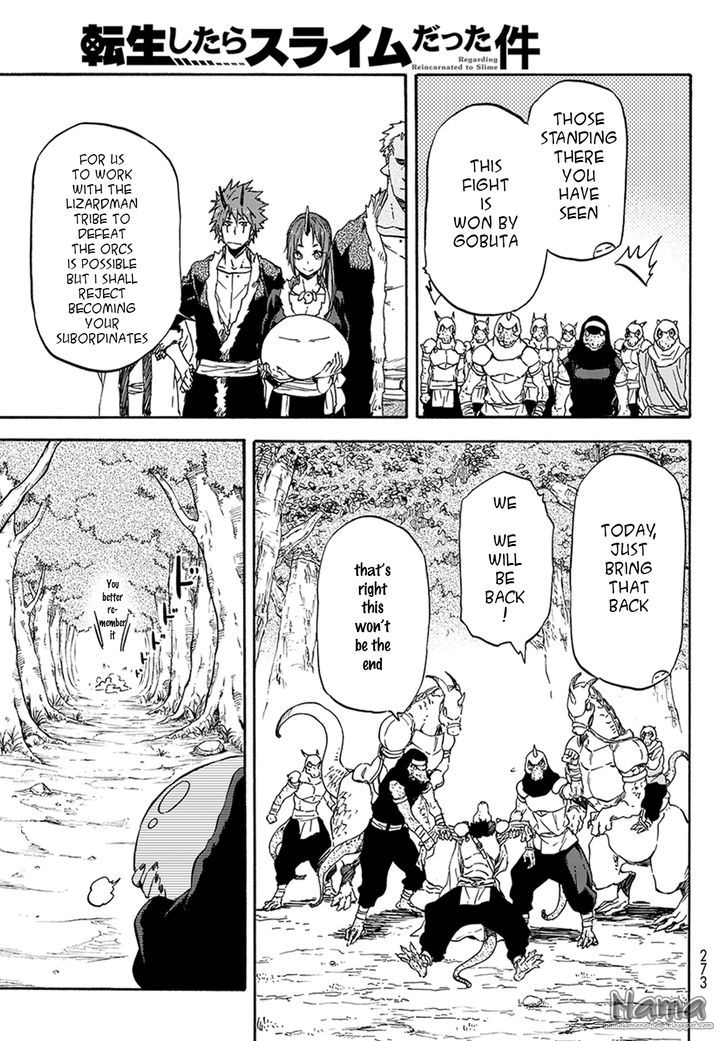 転生したらスライムだった件
Regarding
Reincarnated to Slime
THOSE
STANDING
THERE
YOU
HAVE
SEEN
THIS
FIGHT IS
WON BY
GOBUTA
FOR US
TO WORK
WITH THE
LIZARDMAN
TRIBE TO
DEFEAT
THE ORCS
IS POSSIBLE
BUT I SHALL
REJECT
BECOMING
YOUR
SUBORDINATES
TODAY,
JUST
BRING
THAT
BACK
WE
WE
WILL
BE
BACK
!
that's
right
this
won't
be the
end
You
better
re-
member
it
ドドド
273
Nama